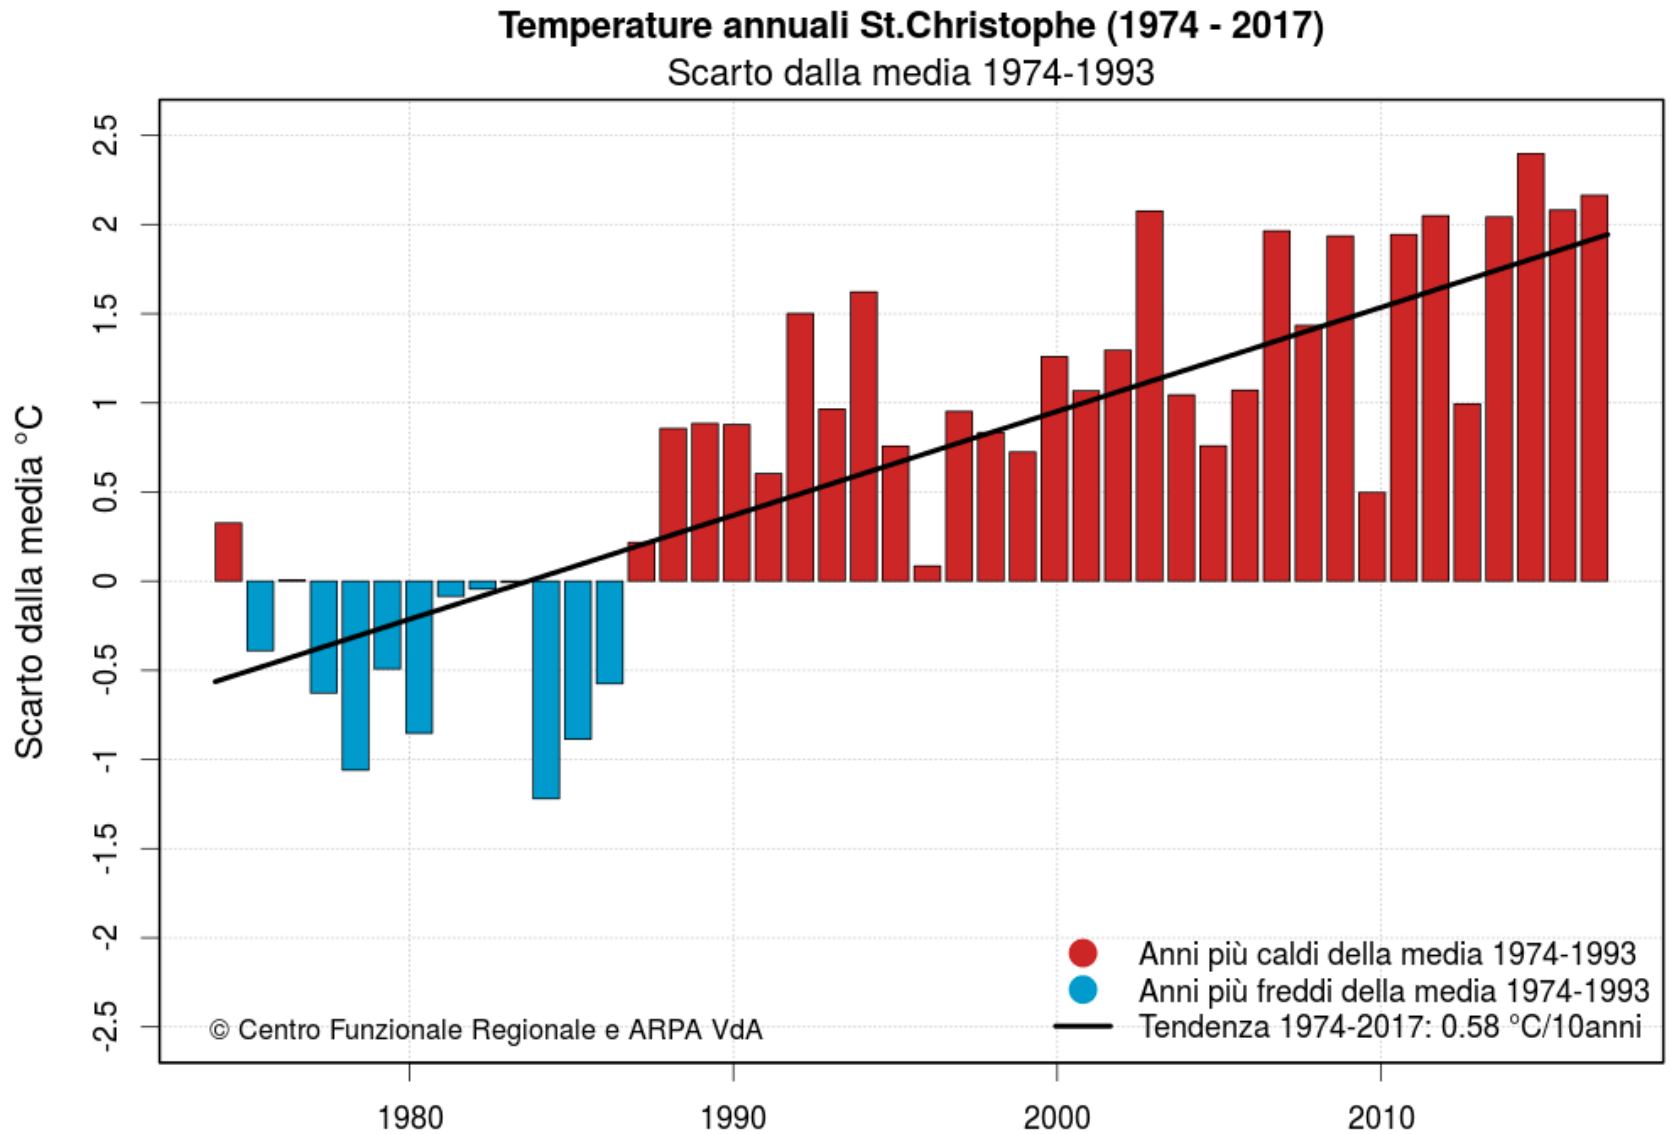 Temperature annuali St.Christophe (1974 - 2017)
Scarto dalla media 1974-1993
Scarto dalla media °C
2.5
2
1.5
1
0.5
0
-0.5
-1
-1.5
-2
-2.5
Anni più caldi della media 1974-1993
Anni più freddi della media 1974-1993
Tendenza 1974-2017: 0.58 °C/10anni
© Centro Funzionale Regionale e ARPA VdA
1980 1990 2000 2010